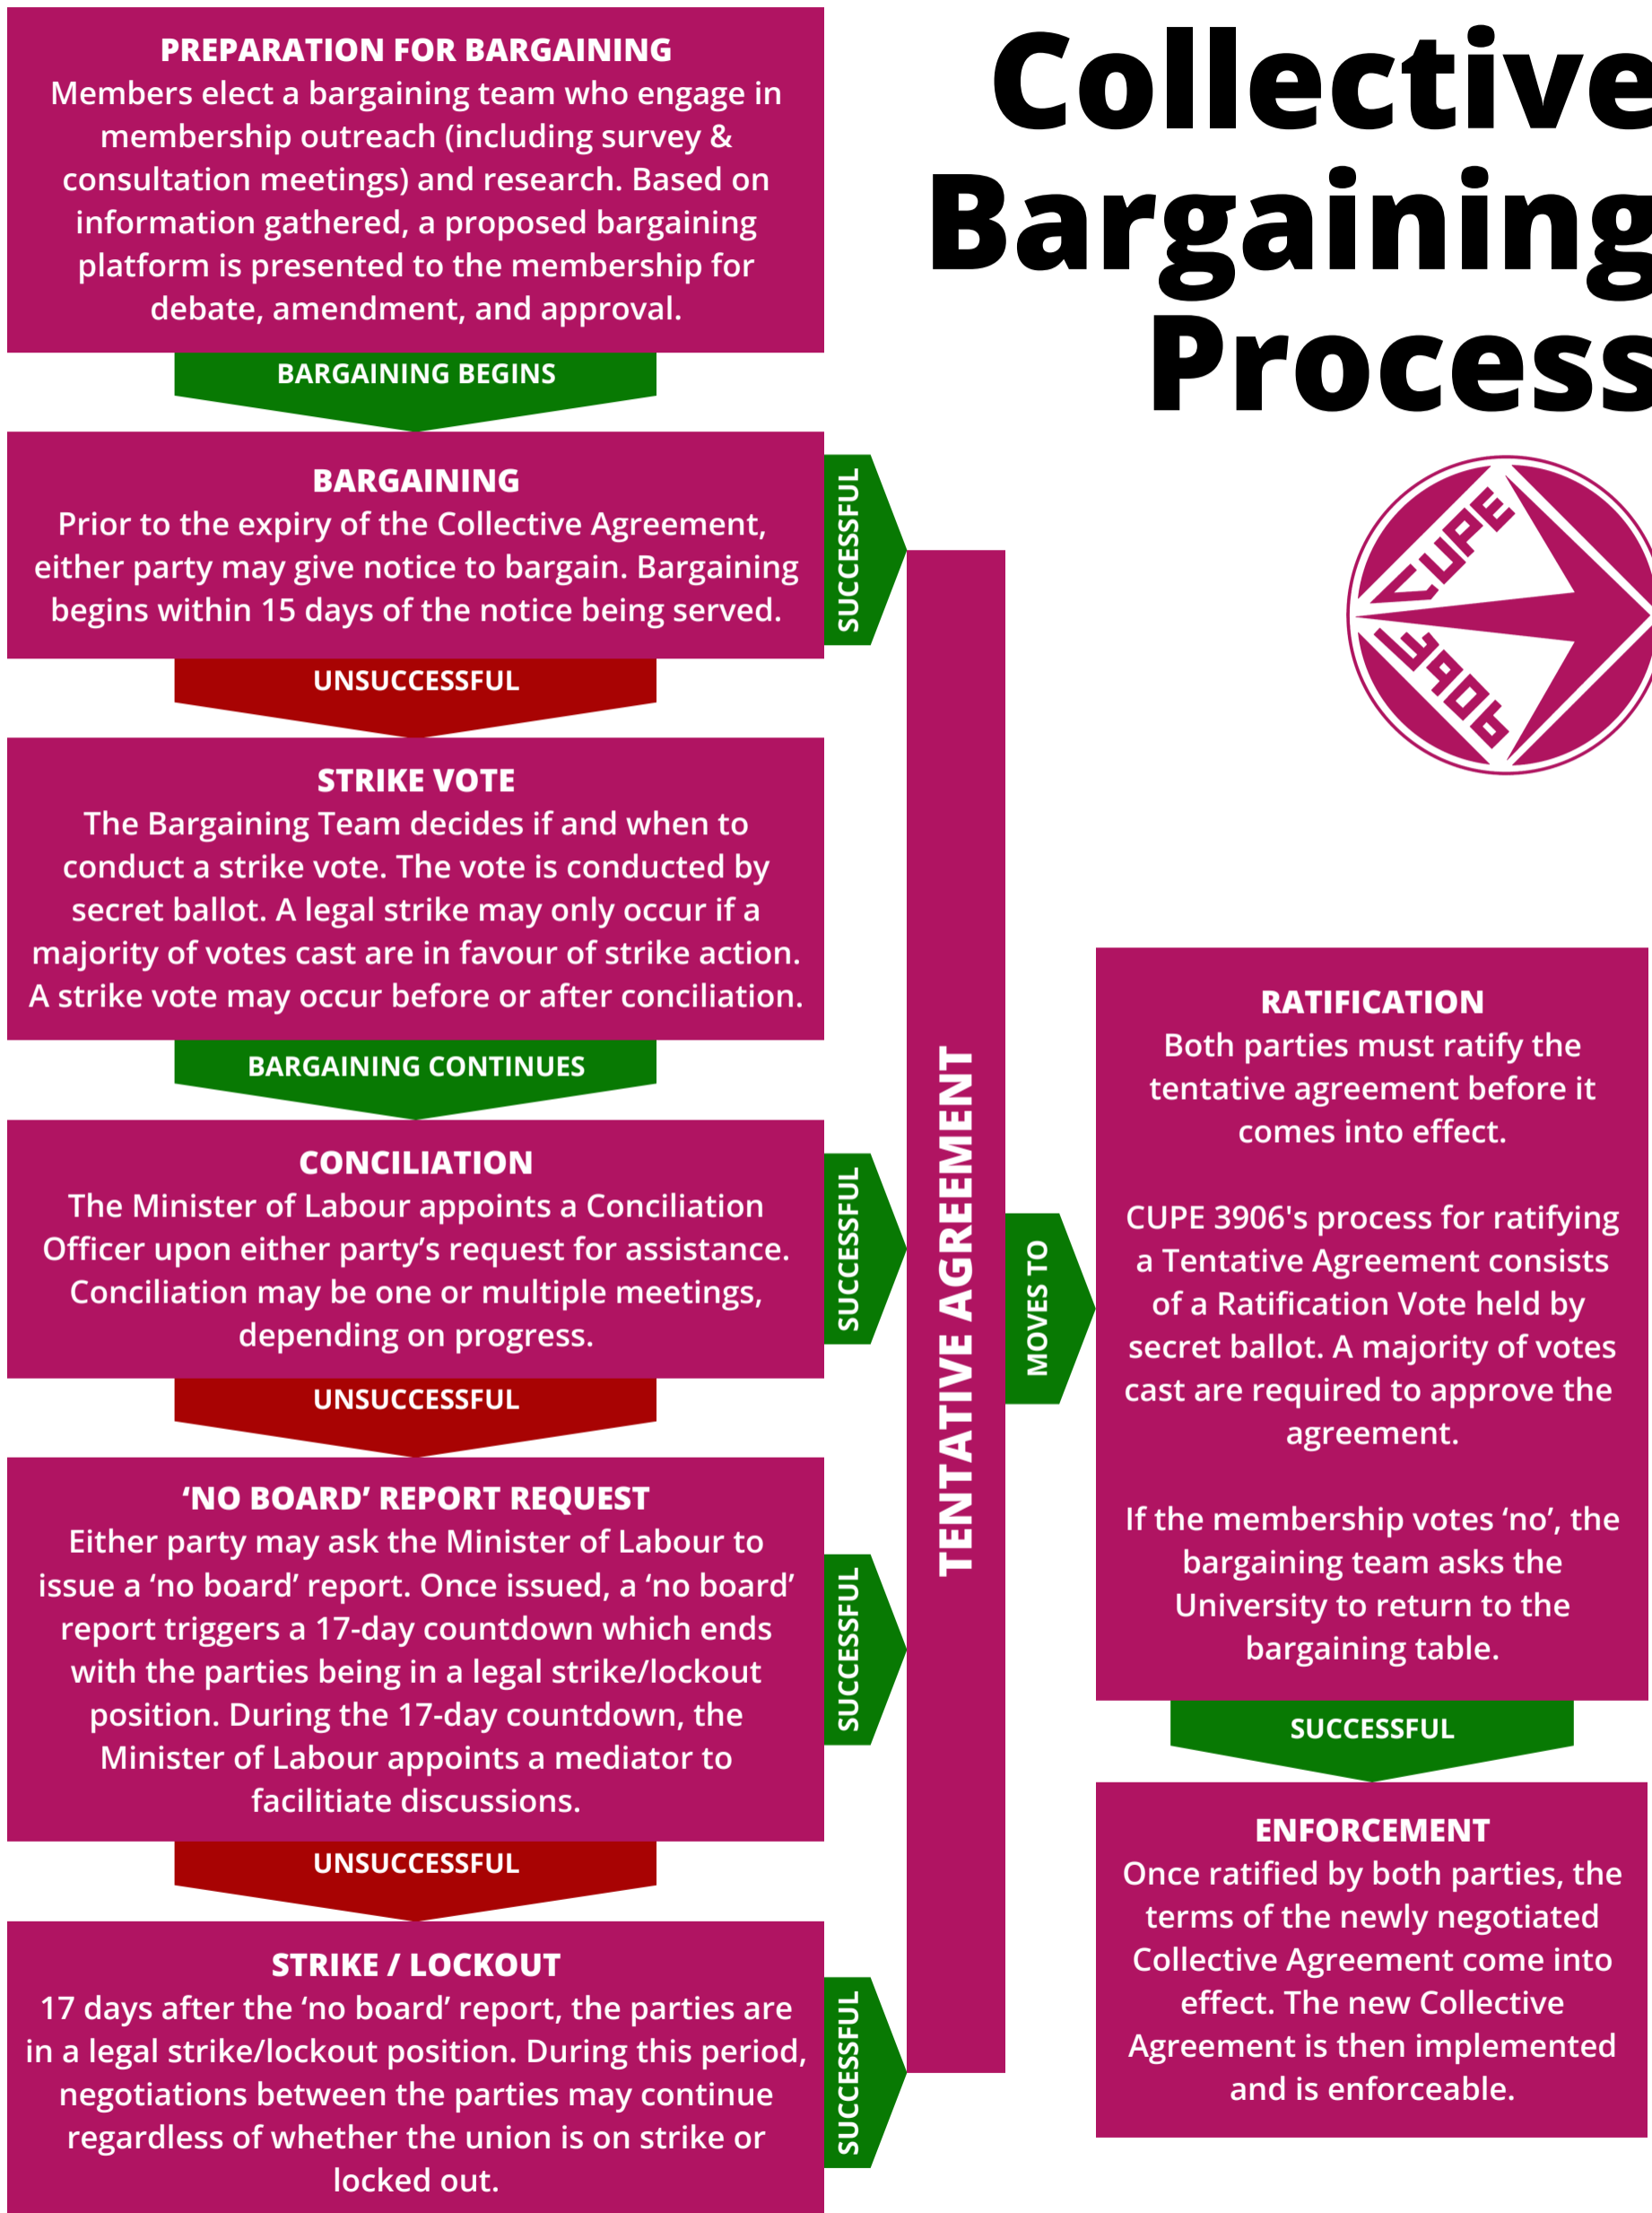 Collective
Bargaining
Process
CUPE
3906
PREPARATION FOR BARGAINING
Members elect a bargaining team who engage in
membership outreach (including survey &
consultation meetings) and research. Based on
information gathered, a proposed bargaining
platform is presented to the membership for
debate, amendment, and approval.
BARGAINING BEGINS
BARGAINING
Prior to the expiry of the Collective Agreement,
either party may give notice to bargain. Bargaining
begins within 15 days of the notice being served.
SUCCESSFUL
UNSUCCESSFUL
STRIKE VOTE
The Bargaining Team decides if and when to
conduct a strike vote. The vote is conducted by
secret ballot. A legal strike may only occur if a
majority of votes cast are in favour of strike action.
A strike vote may occur before or after conciliation.
BARGAINING CONTINUES
CONCILIATION
The Minister of Labour appoints a Conciliation
Officer upon either party’s request for assistance.
Conciliation may be one or multiple meetings,
depending on progress.
SUCCESSFUL
UNSUCCESSFUL
‘NO BOARD’ REPORT REQUEST
Either party may ask the Minister of Labour to
issue a ‘no board’ report. Once issued, a ‘no board’
report triggers a 17-day countdown which ends
with the parties being in a legal strike/lockout
position. During the 17-day countdown, the
Minister of Labour appoints a mediator to
facilitiate discussions.
SUCCESSFUL
UNSUCCESSFUL
STRIKE / LOCKOUT
17 days after the ‘no board’ report, the parties are
in a legal strike/lockout position. During this period,
negotiations between the parties may continue
regardless of whether the union is on strike or
locked out.
SUCCESSFUL
TENTATIVE AGREEMENT
MOVES TO
RATIFICATION
Both parties must ratify the
tentative agreement before it
comes into effect.
CUPE 3906's process for ratifying
a Tentative Agreement consists
of a Ratification Vote held by
secret ballot. A majority of votes
cast are required to approve the
agreement.
If the membership votes ‘no’, the
bargaining team asks the
University to return to the
bargaining table.
SUCCESSFUL
ENFORCEMENT
Once ratified by both parties, the
terms of the newly negotiated
Collective Agreement come into
effect. The new Collective
Agreement is then implemented
and is enforceable.